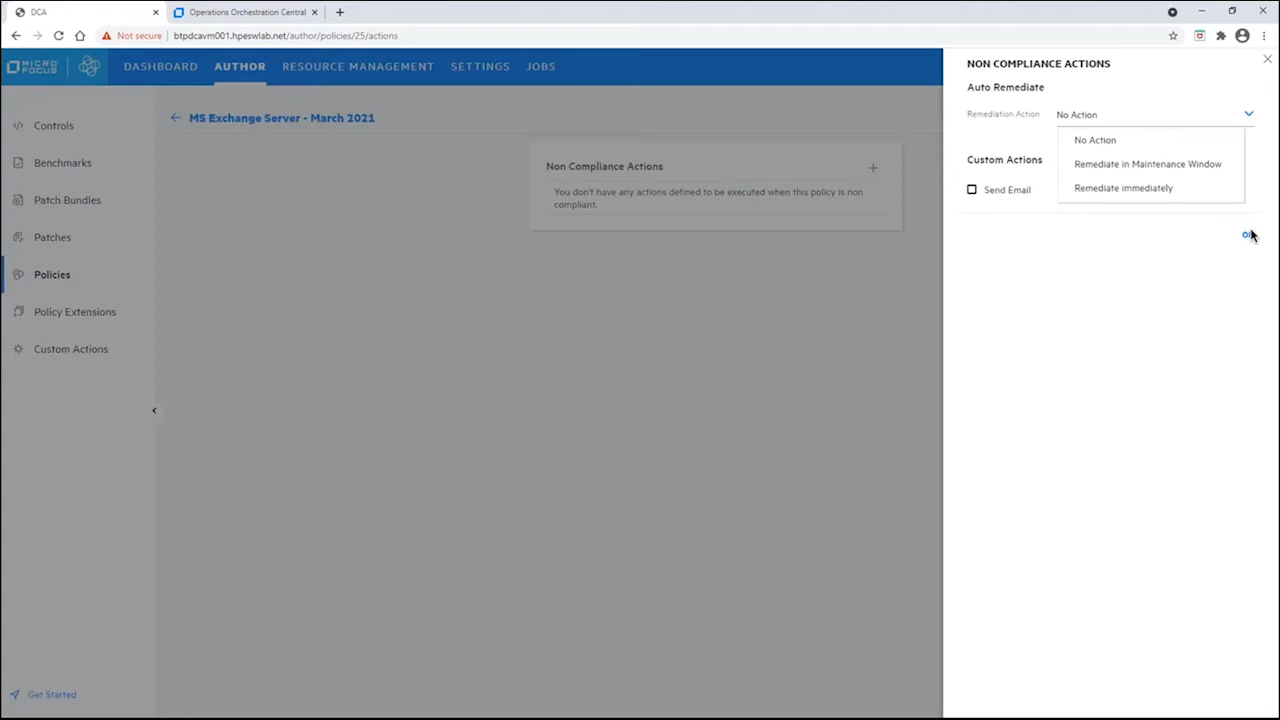 DCA
Operations Orchestration Central
Not secure
btpdcavm001.hpeswlab.net/author/policies/25/actions
MICRO
FOCUS
DASHBOARD
AUTHOR
RESOURCE MANAGEMENT
SETTINGS
JOBS
Controls
Benchmarks
Patch Bundles
Patches
Policies
Policy Extensions
Custom Actions
Get Started
MS Exchange Server - March 2021
Non Compliance Actions
You don't have any actions defined to be executed when this policy is non
compliant.
NON COMPLIANCE ACTIONS
Auto Remediate
Remediation Action
No Action
No Action
Remediate in Maintenance Window
Remediate immediately
Custom Actions
Send Email